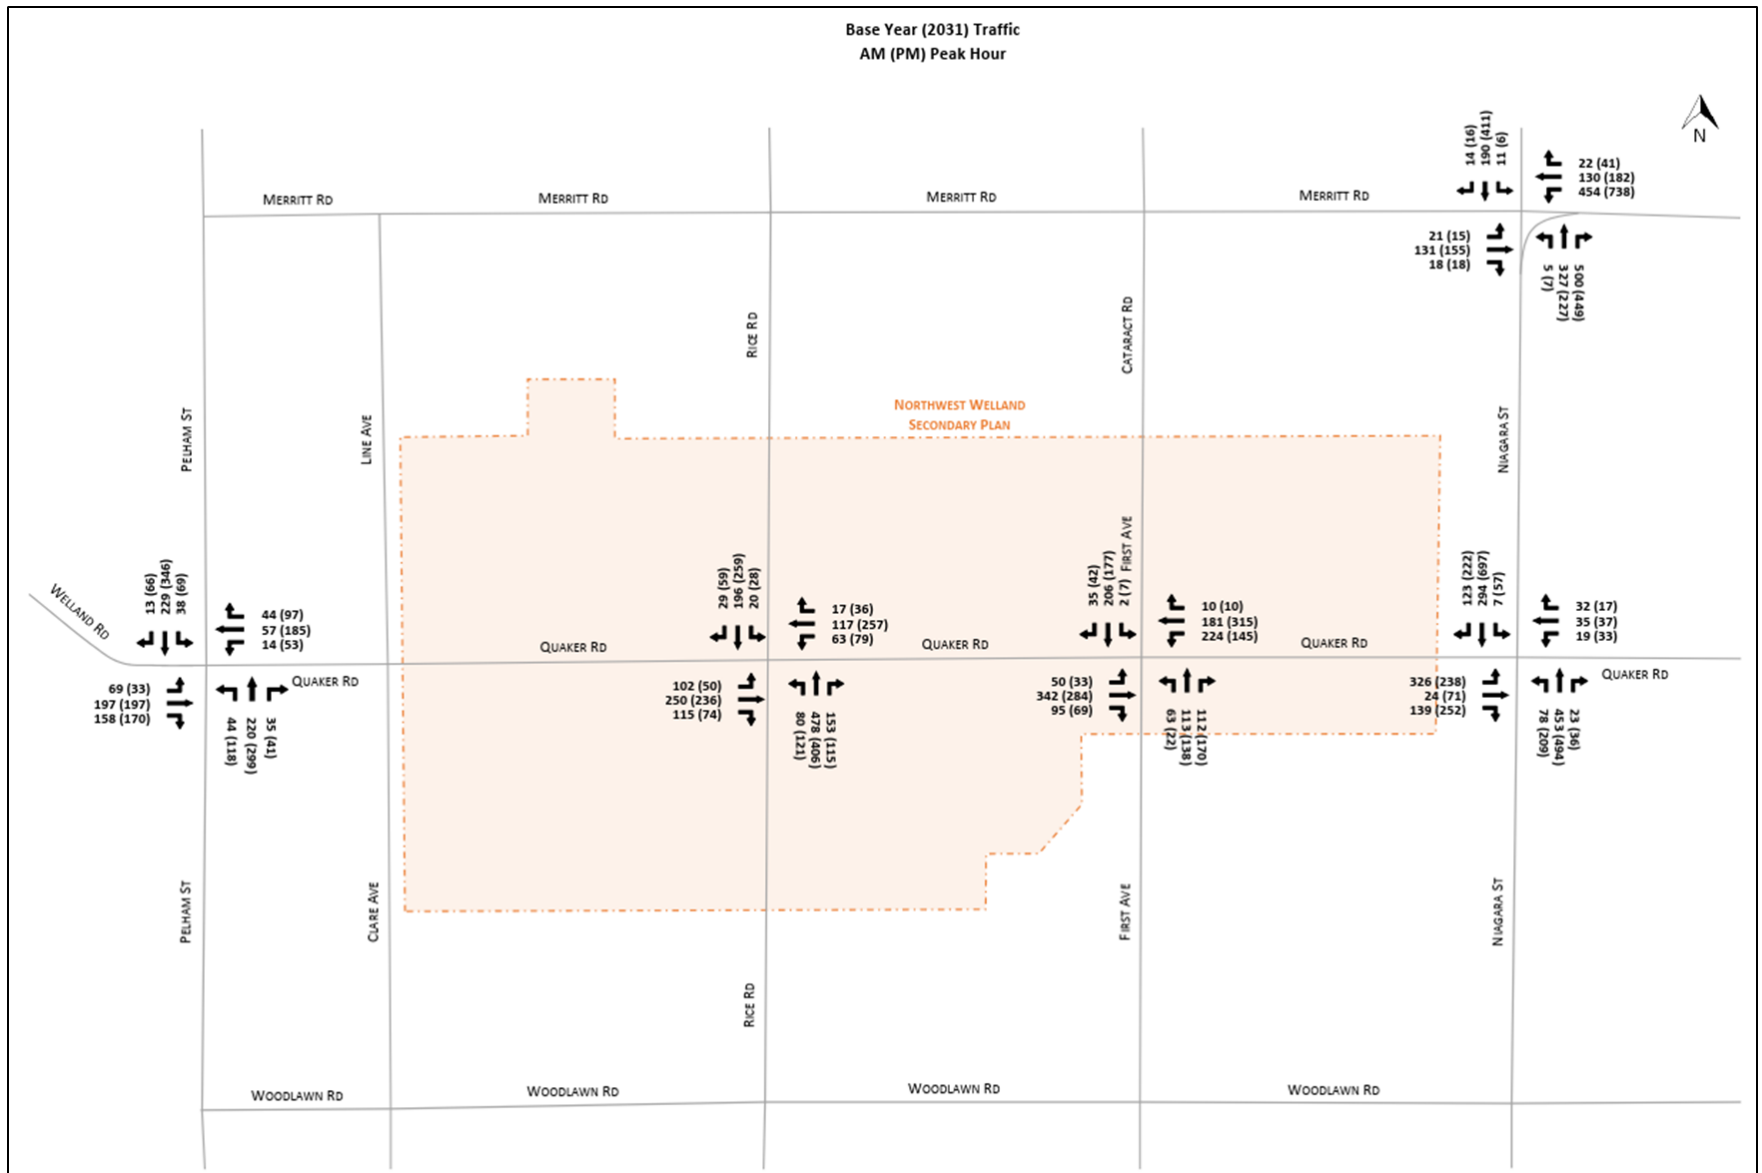 Base Year (2031) Traffic
AM (PM) Peak Hour
N
14 (16)
190 (411)
11 (6)
22 (41)
130 (182)
454 (738)
MERRITT RD
MERRITT RD
MERRITT RD
MERRITT RD
21 (15)
131 (155)
18 (18)
5 (7)
327 (227)
500 (449)
RICE RD
CATARACT RD
PELHAM ST
LINE AVE
NIAGARA ST
NORTHWEST WELLAND
SECONDARY PLAN
WELLAND RD
13 (66)
229 (346)
38 (69)
44 (97)
57 (185)
14 (53)
29 (59)
196 (259)
20 (28)
17 (36)
117 (257)
63 (79)
35 (42)
206 (177)
2 (7)
FIRST AVE
10 (10)
181 (315)
224 (145)
123 (222)
294 (697)
7 (57)
32 (17)
35 (37)
19 (33)
QUAKER RD
QUAKER RD
QUAKER RD
QUAKER RD
QUAKER RD
69 (33)
197 (197)
158 (170)
44 (118)
220 (299)
35 (41)
102 (50)
250 (236)
115 (74)
80 (121)
478 (406)
153 (115)
50 (33)
342 (284)
95 (69)
63 (22)
113 (138)
112 (170)
326 (238)
24 (71)
139 (252)
78 (209)
453 (494)
23 (36)
PELHAM ST
CLARE AVE
FIRST AVE
NIAGARA ST
RICE RD
WOODLAWN RD
WOODLAWN RD
WOODLAWN RD
WOODLAWN RD